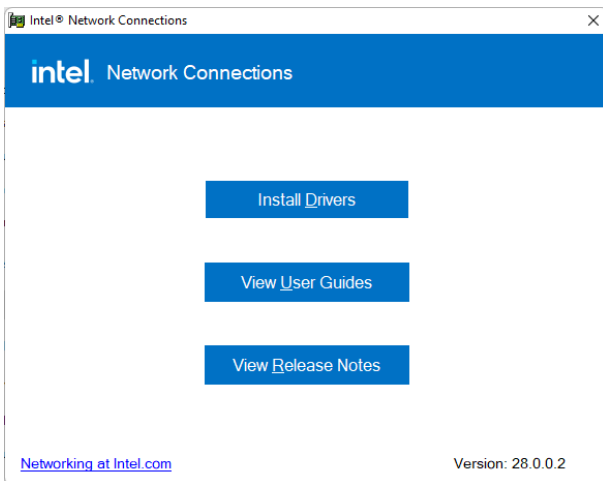 Intel® Network Connections
intel. Network Connections
Install Drivers
View User Guides
View Release Notes
Networking at Intel.com
Version: 28.0.0.2